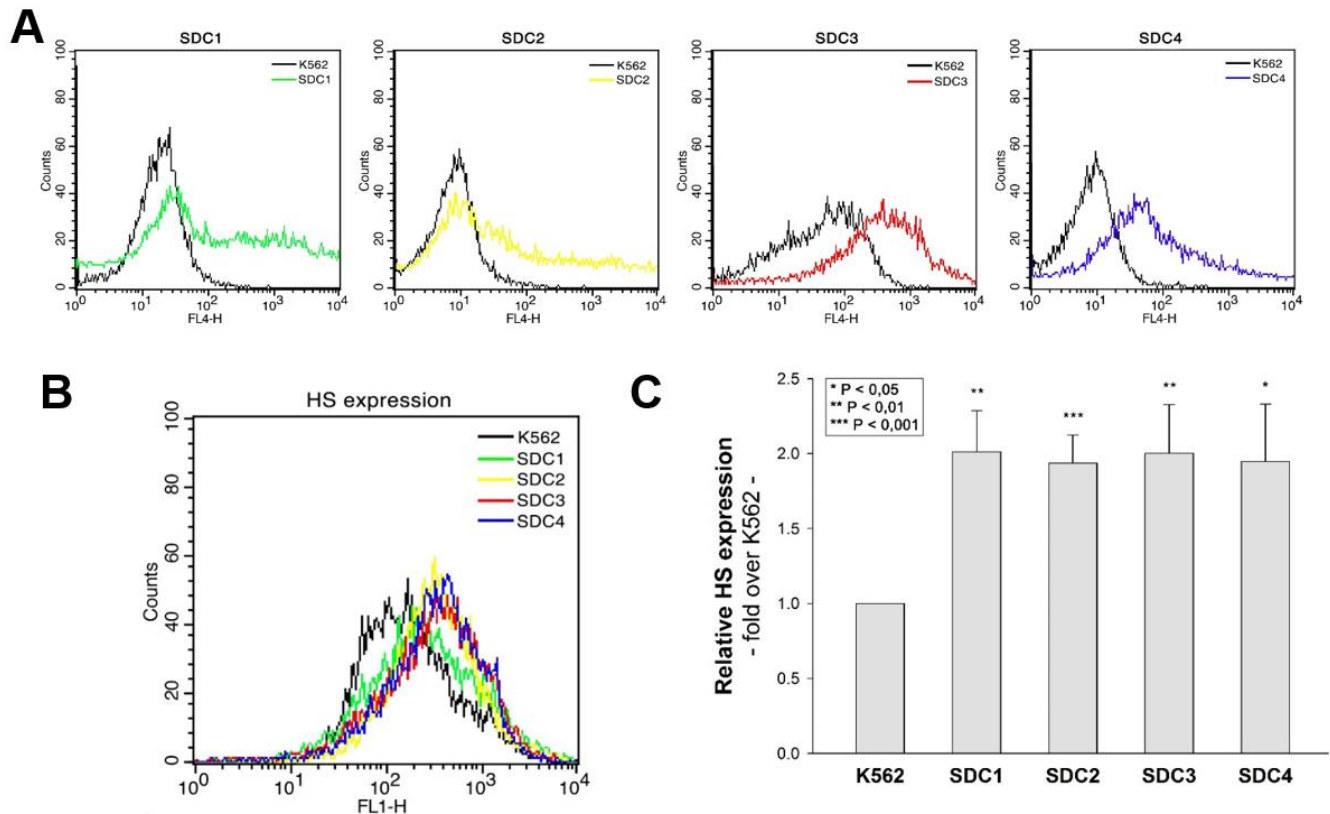 A
SDC1
100
80
60
40
20
0
Counts
K562
SDC1
10⁰
10¹
10²
10³
10⁴
FL4-H
SDC2
100
80
60
40
20
0
Counts
K562
SDC2
10⁰
10¹
10²
10³
10⁴
FL4-H
SDC3
100
80
60
40
20
0
Counts
K562
SDC3
10⁰
10¹
10²
10³
10⁴
FL4-H
SDC4
100
80
60
40
20
0
Counts
K562
SDC4
10⁰
10¹
10²
10³
10⁴
FL4-H
B
HS expression
100
80
60
40
20
0
Counts
K562
SDC1
SDC2
SDC3
SDC4
10⁰
10¹
10²
10³
10⁴
FL1-H
C
Relative HS expression
- fold over K562 -
2.5
2.0
1.5
1.0
0.5
0.0
* P < 0,05
** P < 0,01
*** P < 0,001
**
***
**
*
K562
SDC1
SDC2
SDC3
SDC4